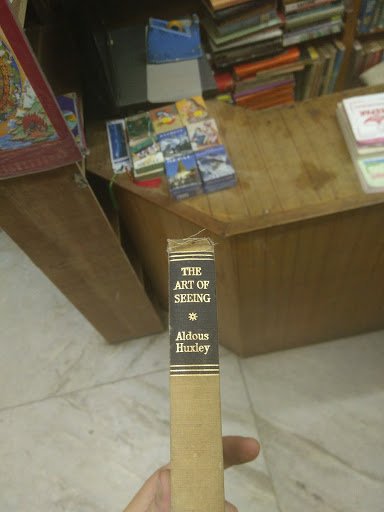 THE
ART OF
SEEING
Aldous
Huxley